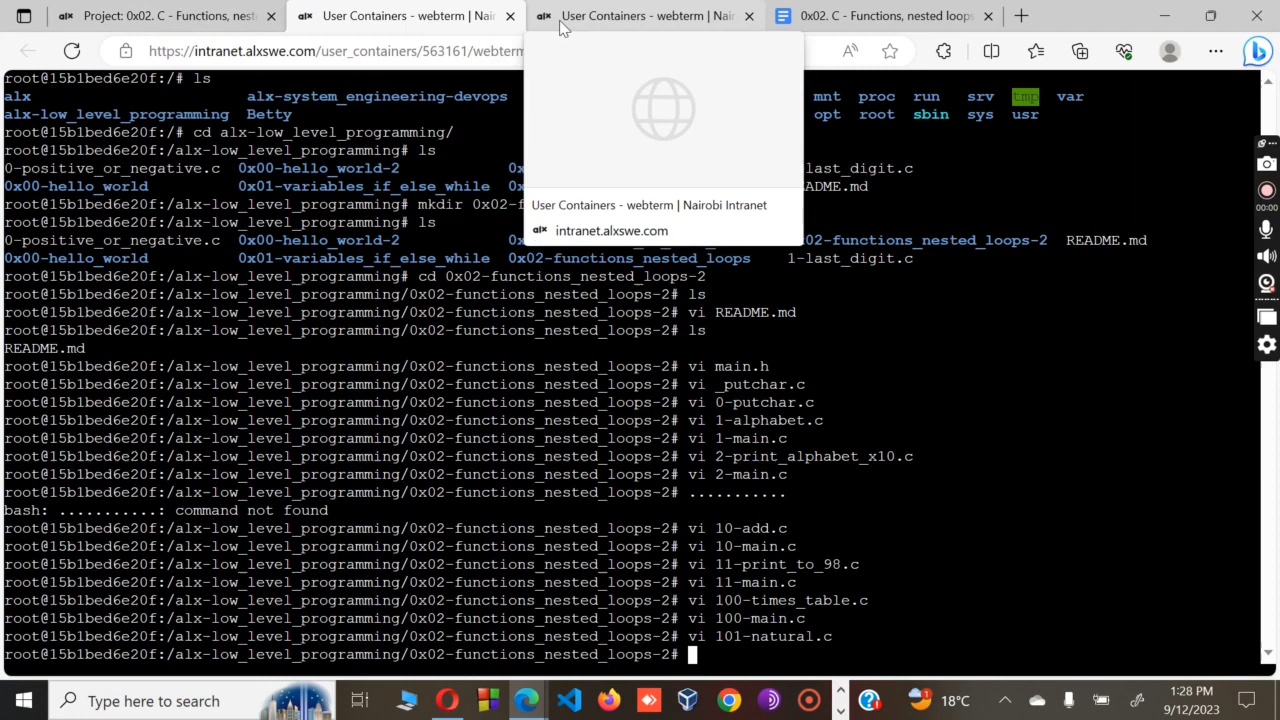 Project: 0x02. C - Functions, nest
User Containers - webterm | Nair
User Containers - webterm | Nair
0x02. C - Functions, nested loops
https://intranet.alxswe.com/user_containers/563161/webterm
root@15b1bed6e20f:/# ls
alx alx-system_engineering-devops mnt proc run srv tmp var
alx-low_level_programming Betty opt root sbin sys usr
root@15b1bed6e20f:/# cd alx-low_level_programming/
root@15b1bed6e20f:/alx-low_level_programming# ls
0-positive_or_negative.c 0x00-hello_world-2 0 -last_digit.c
0x00-hello_world 0x01-variables_if_else_while 0 ADME.md
root@15b1bed6e20f:/alx-low_level_programming# mkdir 0x02-f
root@15b1bed6e20f:/alx-low_level_programming# ls
User Containers - webterm | Nairobi Intranet
alx intranet.alxswe.com
0-positive_or_negative.c 0x00-hello_world-2 0 02-functions_nested_loops-2 README.md
0x00-hello_world 0x01-variables_if_else_while 0x02-functions_nested_loops 1-last_digit.c
root@15b1bed6e20f:/alx-low_level_programming# cd 0x02-functions_nested_loops-2
root@15b1bed6e20f:/alx-low_level_programming/0x02-functions_nested_loops-2# ls
root@15b1bed6e20f:/alx-low_level_programming/0x02-functions_nested_loops-2# vi README.md
root@15b1bed6e20f:/alx-low_level_programming/0x02-functions_nested_loops-2# ls
README.md
root@15b1bed6e20f:/alx-low_level_programming/0x02-functions_nested_loops-2# vi main.h
root@15b1bed6e20f:/alx-low_level_programming/0x02-functions_nested_loops-2# vi _putchar.c
root@15b1bed6e20f:/alx-low_level_programming/0x02-functions_nested_loops-2# vi 0-putchar.c
root@15b1bed6e20f:/alx-low_level_programming/0x02-functions_nested_loops-2# vi 1-alphabet.c
root@15b1bed6e20f:/alx-low_level_programming/0x02-functions_nested_loops-2# vi 1-main.c
root@15b1bed6e20f:/alx-low_level_programming/0x02-functions_nested_loops-2# vi 2-print_alphabet_x10.c
root@15b1bed6e20f:/alx-low_level_programming/0x02-functions_nested_loops-2# vi 2-main.c
root@15b1bed6e20f:/alx-low_level_programming/0x02-functions_nested_loops-2# ...........
bash: ...........: command not found
root@15b1bed6e20f:/alx-low_level_programming/0x02-functions_nested_loops-2# vi 10-add.c
root@15b1bed6e20f:/alx-low_level_programming/0x02-functions_nested_loops-2# vi 10-main.c
root@15b1bed6e20f:/alx-low_level_programming/0x02-functions_nested_loops-2# vi 11-print_to_98.c
root@15b1bed6e20f:/alx-low_level_programming/0x02-functions_nested_loops-2# vi 11-main.c
root@15b1bed6e20f:/alx-low_level_programming/0x02-functions_nested_loops-2# vi 100-times_table.c
root@15b1bed6e20f:/alx-low_level_programming/0x02-functions_nested_loops-2# vi 100-main.c
root@15b1bed6e20f:/alx-low_level_programming/0x02-functions_nested_loops-2# vi 101-natural.c
root@15b1bed6e20f:/alx-low_level_programming/0x02-functions_nested_loops-2#
00:00
Type here to search
18°C
1:28 PM
9/12/2023